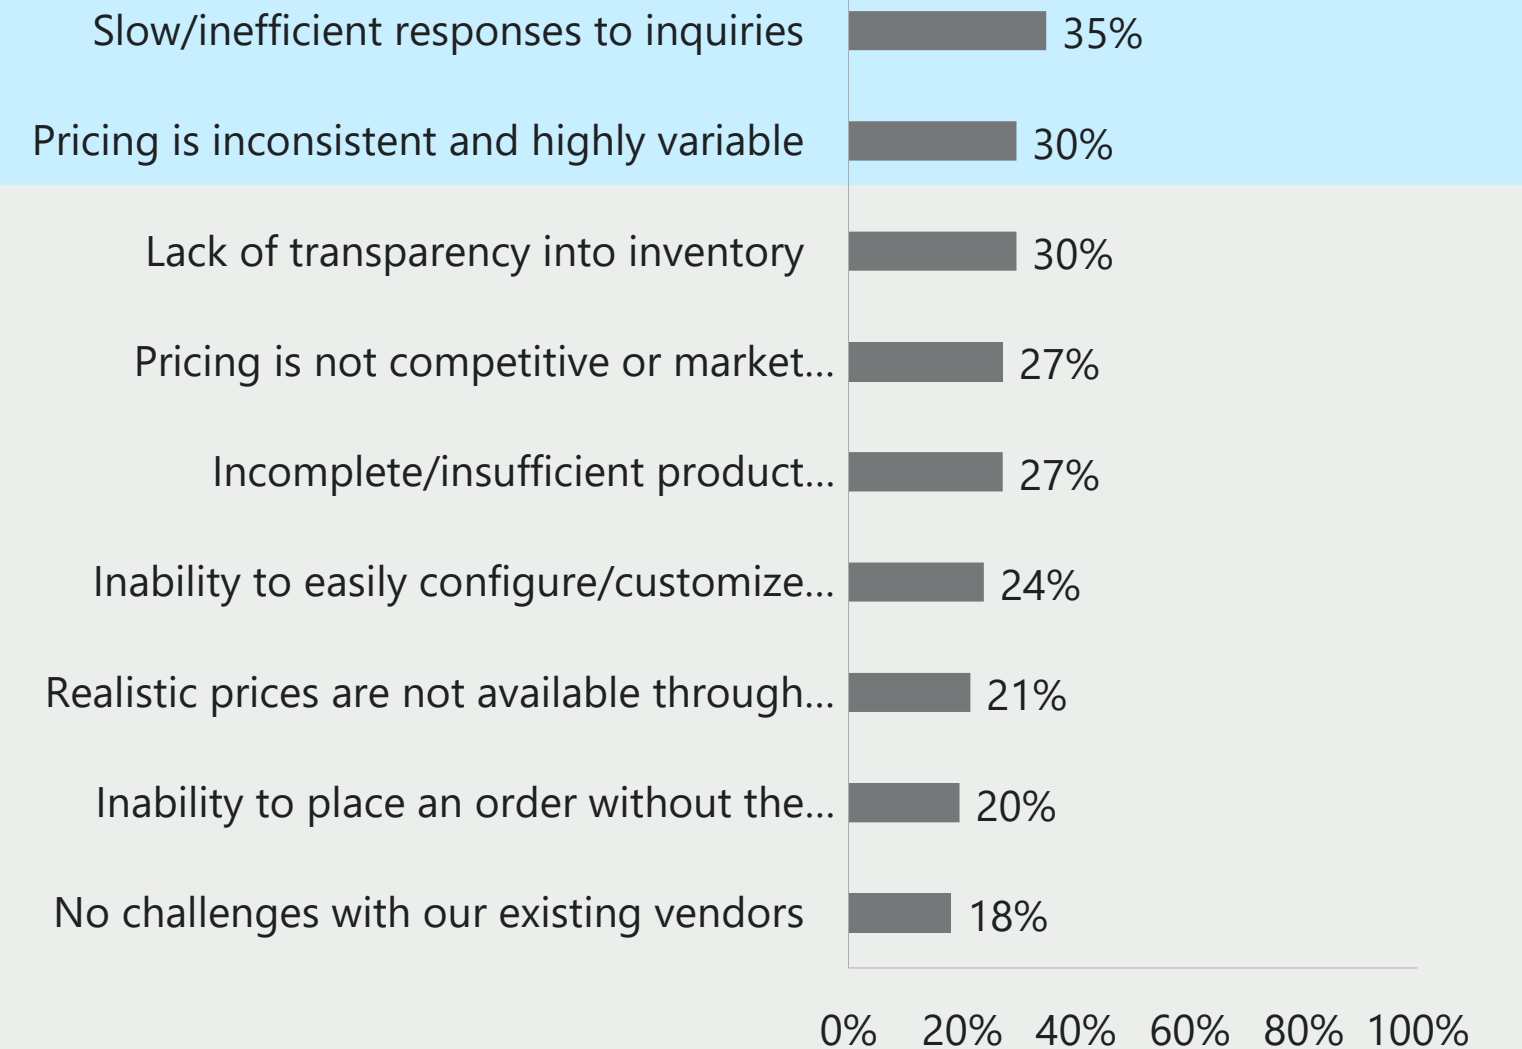 Slow/inefficient responses to inquiries 35%
Pricing is inconsistent and highly variable 30%
Lack of transparency into inventory 30%
Pricing is not competitive or market... 27%
Incomplete/insufficient product... 27%
Inability to easily configure/customize... 24%
Realistic prices are not available through... 21%
Inability to place an order without the... 20%
No challenges with our existing vendors 18%
0% 20% 40% 60% 80% 100%